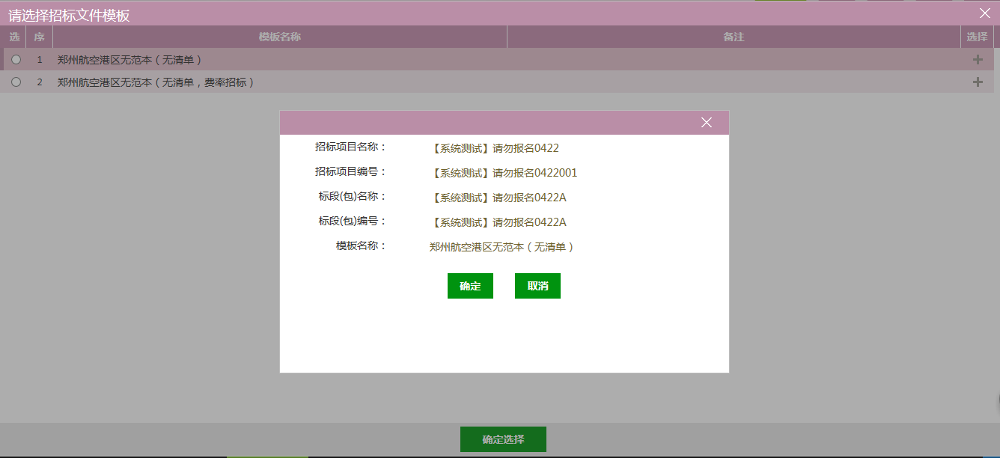 请选择招标文件模板
选 序 模板名称 备注 选择
1 郑州航空港区无范本（无清单）
2 郑州航空港区无范本（无清单，费率招标）
招标项目名称： 【系统测试】请勿报名0422
招标项目编号： 【系统测试】请勿报名0422001
标段(包)名称： 【系统测试】请勿报名0422A
标段(包)编号： 【系统测试】请勿报名0422A
模板名称： 郑州航空港区无范本（无清单）
确定 取消
确定选择